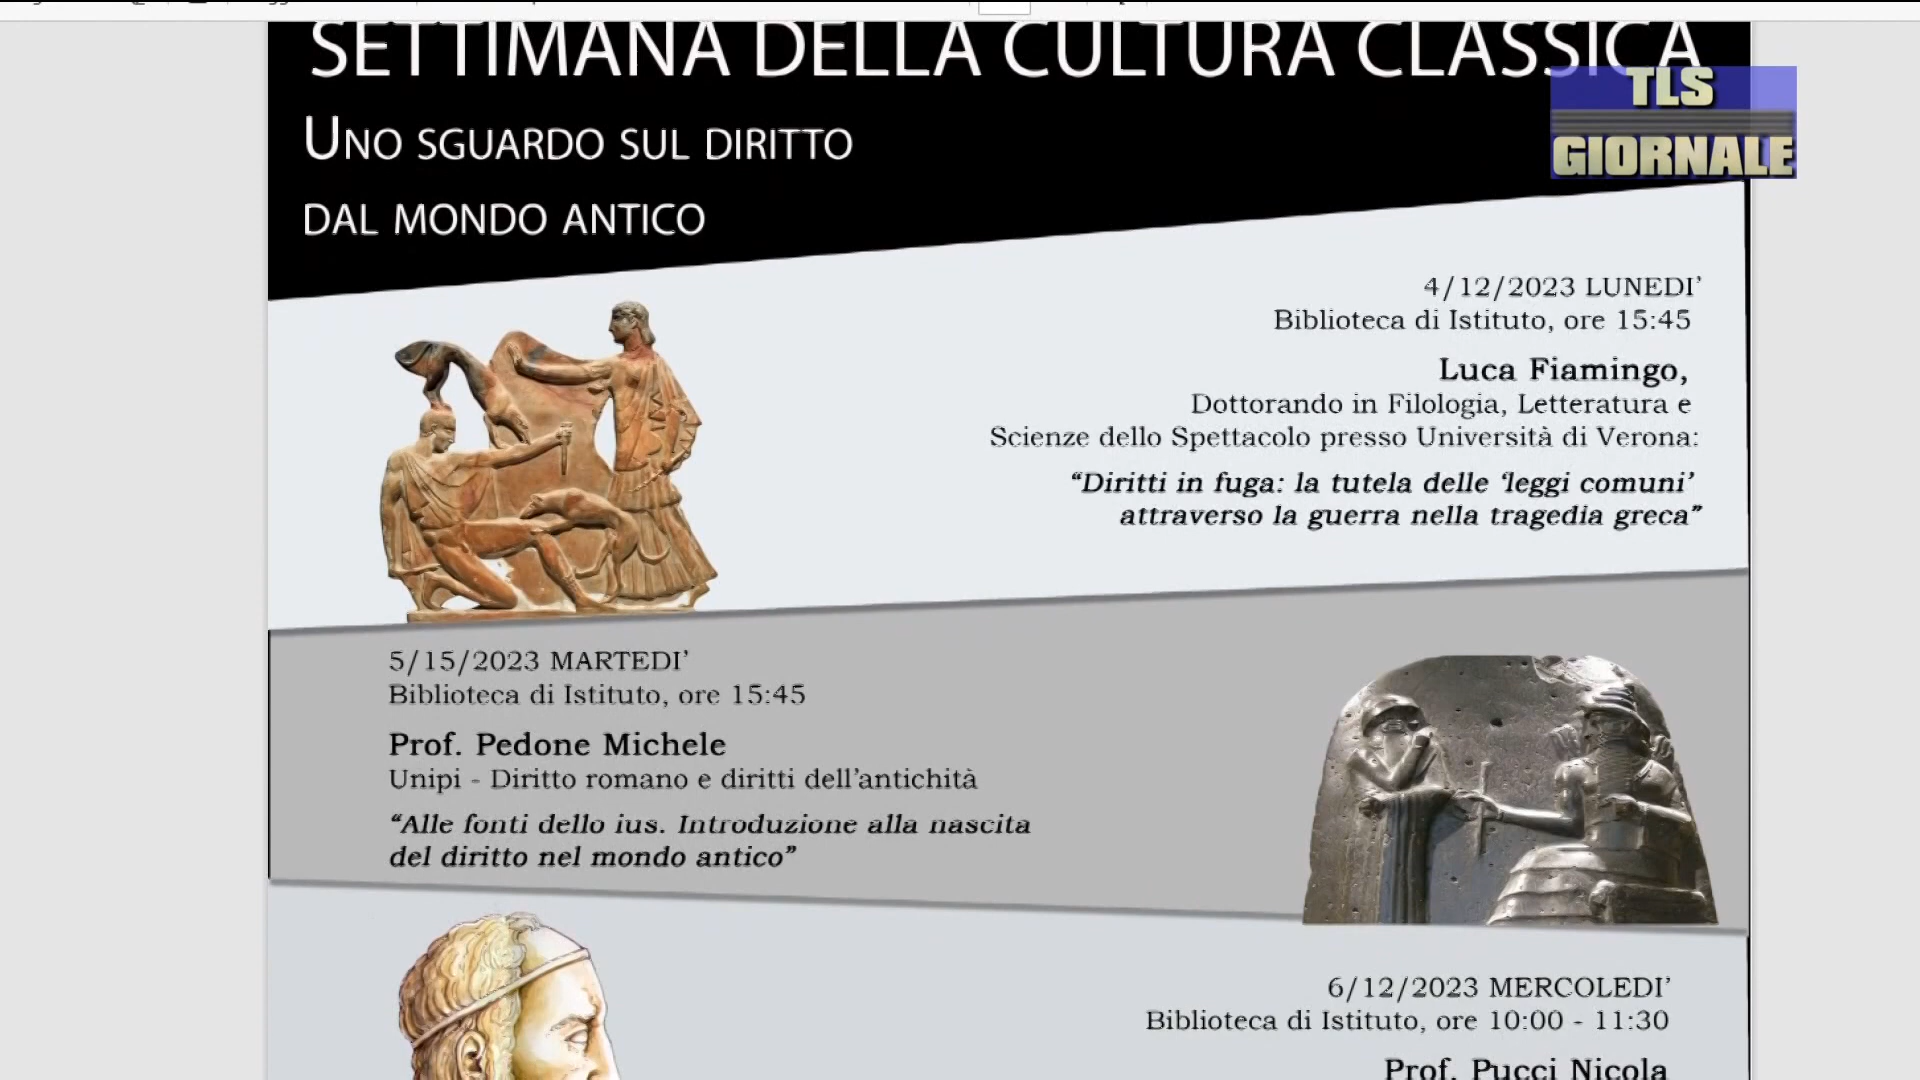 SETTIMANA DELLA CULTURA CLASSICA
TLS
GIORNALE
UNO SGUARDO SUL DIRITTO
DAL MONDO ANTICO
4/12/2023 LUNEDI’
Biblioteca di Istituto, ore 15:45
Luca Fiamingo,
Dottorando in Filologia, Letteratura e
Scienze dello Spettacolo presso Università di Verona:
“Diritti in fuga: la tutela delle ‘leggi comuni’
attraverso la guerra nella tragedia greca”
5/15/2023 MARTEDI’
Biblioteca di Istituto, ore 15:45
Prof. Pedone Michele
Unipi - Diritto romano e diritti dell’antichità
“Alle fonti dello ius. Introduzione alla nascita
del diritto nel mondo antico”
6/12/2023 MERCOLEDI’
Biblioteca di Istituto, ore 10:00 - 11:30
Prof. Pucci Nicola